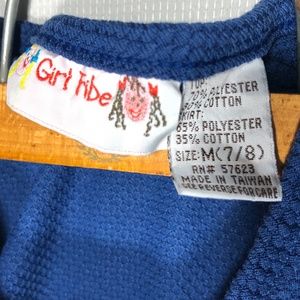 Girl Fibe
TOP:
70% POLYESTER
30% COTTON
SKIRT:
65% POLYESTER
35% COTTON
SIZE: M(7/8)
RN# 57623
MADE IN TAIWAN
SEE REVERSE FOR CARE